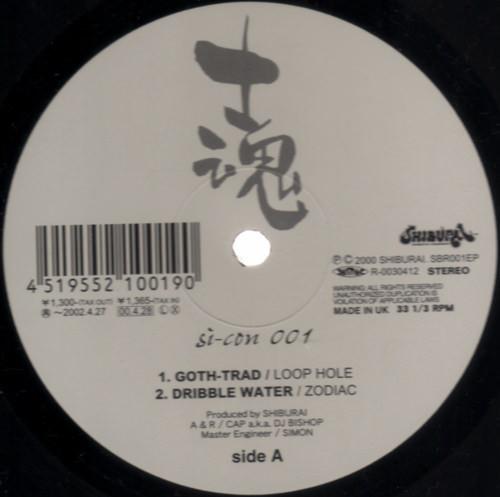 士魂
4 519552 100190
¥1,300-(TAX OUT) ¥1,365-(TAX IN)
~2002.4.27 00.4.28 Ⓛ Ⓧ
SHIBURAI
ⓅⒸ 2000 SHIBURAI. SBR001EP
R-0030412 STEREO
WARNING: ALL RIGHTS RESERVED
UNAUTHORIZED DUPLICATION IS
VIOLATION OF APPLICABLE LAWS
MADE IN UK 33 1/3 RPM
si-con 001
1. GOTH-TRAD / LOOP HOLE
2. DRIBBLE WATER / ZODIAC
Produced by SHIBURAI
A & R / CAP a.k.a. DJ BISHOP
Master Engineer / SIMON
side A